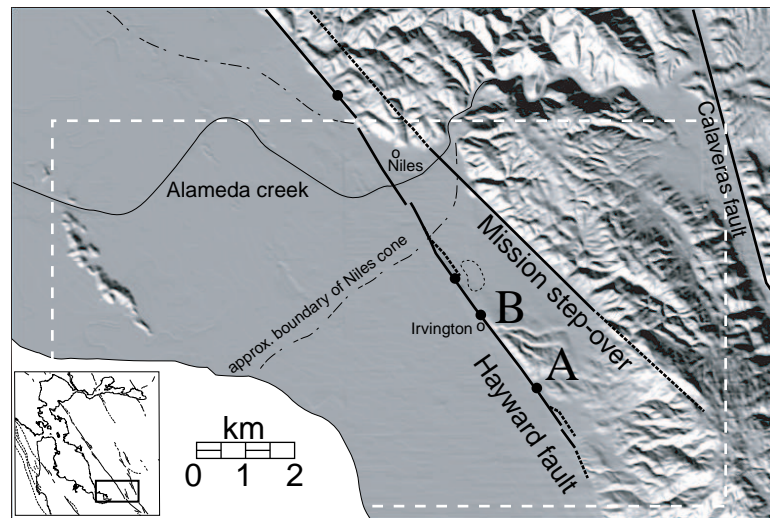 Niles
Alameda creek
Calaveras fault
Mission step-over
approx. boundary of Niles cone
B
Irvington
A
Hayward fault
km
0 1 2